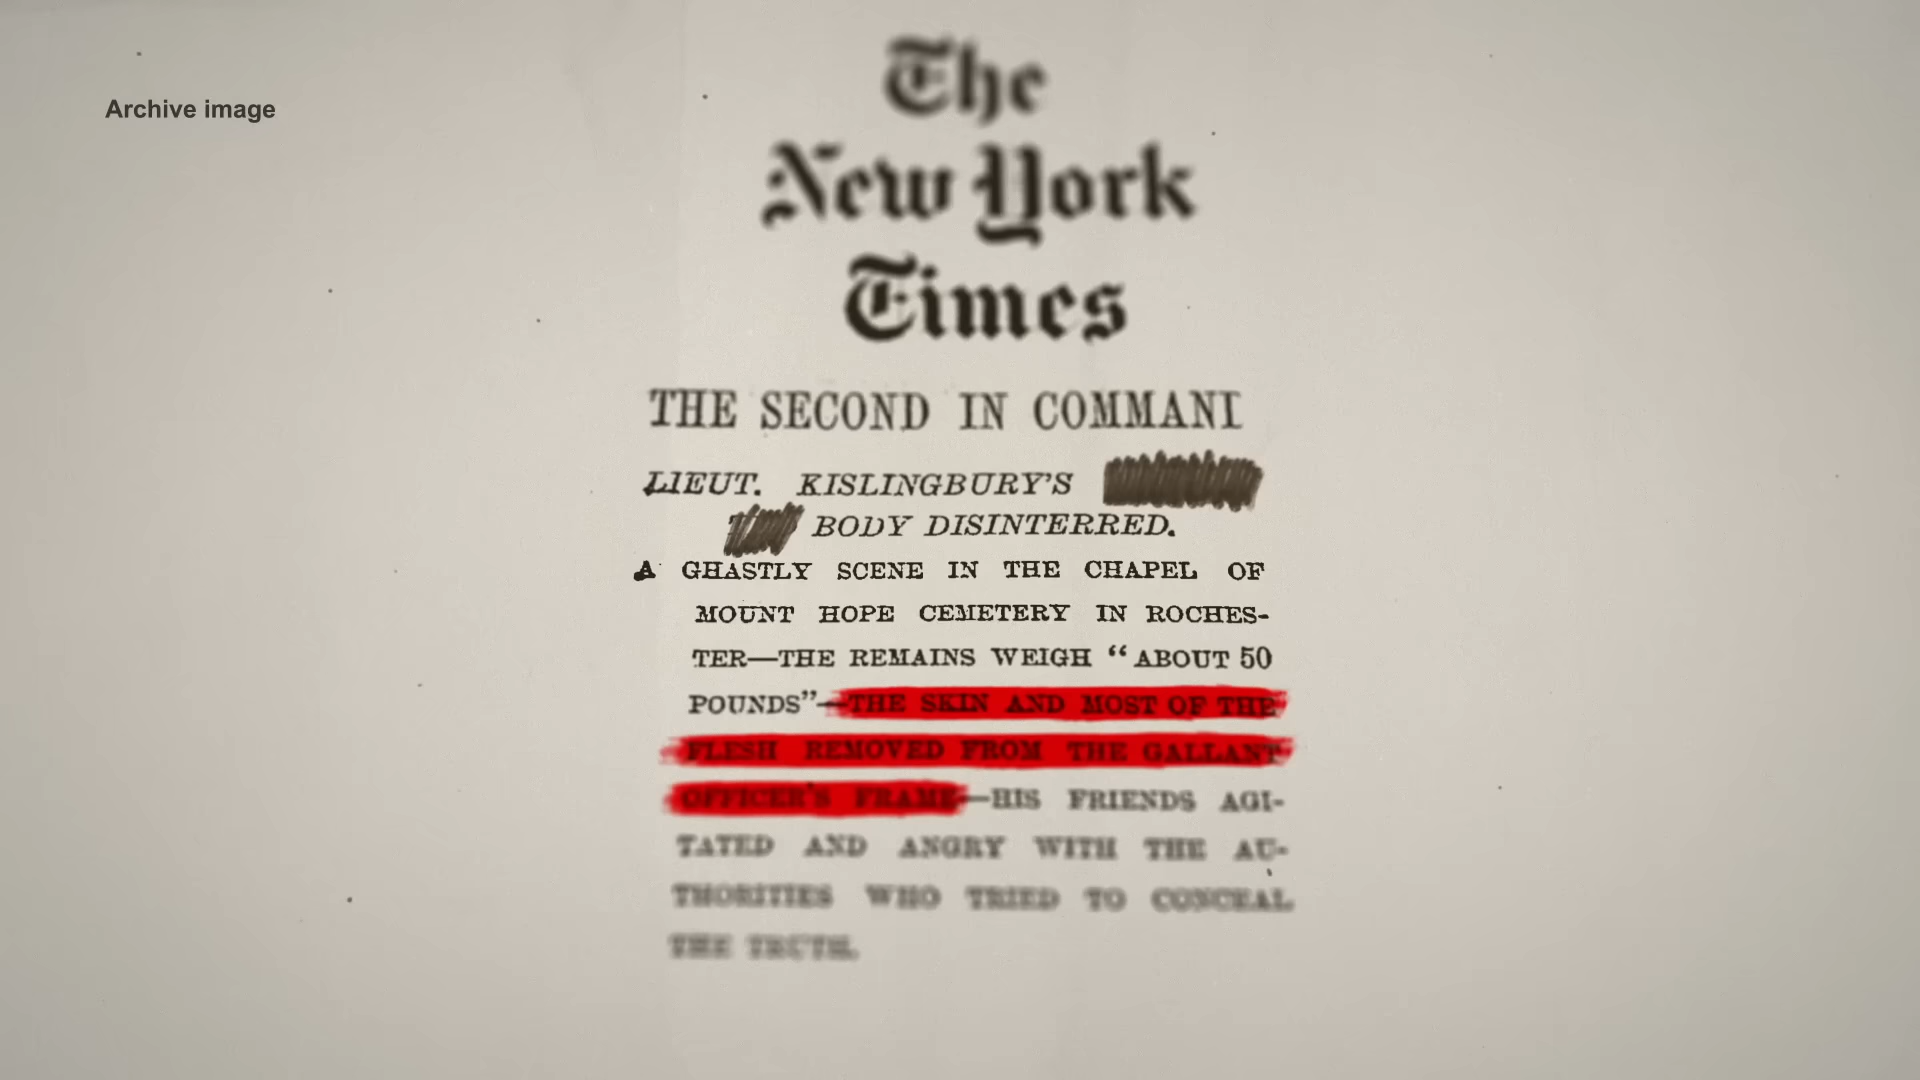 Archive image
The
New York
Times
THE SECOND IN COMMAND
LIEUT. KISLINGBURY'S
BODY DISINTERRED.
A GHASTLY SCENE IN THE CHAPEL OF
MOUNT HOPE CEMETERY IN ROCHES-
TER—THE REMAINS WEIGH “ABOUT 50
POUNDS”—THE SKIN AND MOST OF THE
FLESH REMOVED FROM THE GALLANT
OFFICER'S FRAME—HIS FRIENDS AGI-
TATED AND ANGRY WITH THE AU-
THORITIES WHO TRIED TO CONCEAL
THE TRUTH.